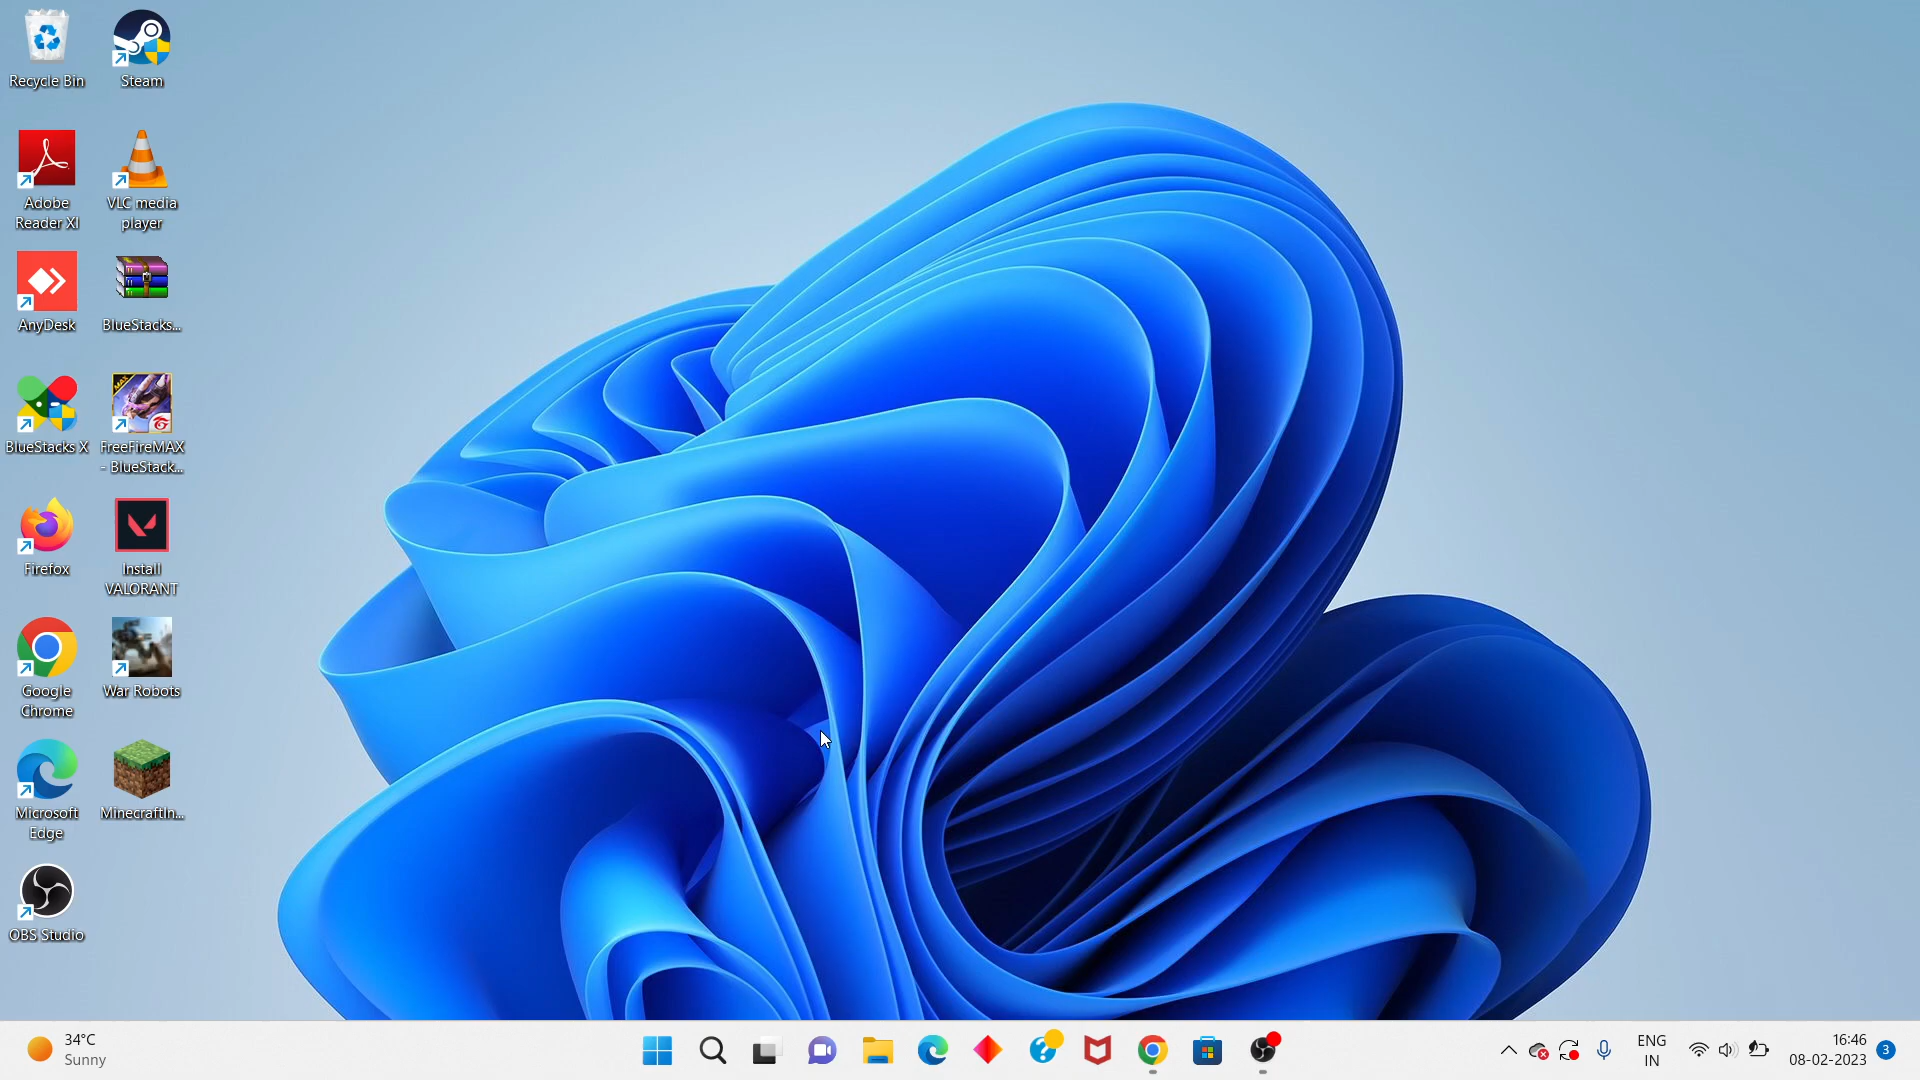 Recycle Bin
Steam
Adobe
Reader XI
VLC media
player
AnyDesk
BlueStacks...
BlueStacks X
MAX
FreeFireMAX
- BlueStack...
Firefox
Install
VALORANT
Google
Chrome
War Robots
Microsoft
Edge
MinecraftIn...
OBS Studio
34°C
Sunny
ENG
IN
16:46
08-02-2023
3